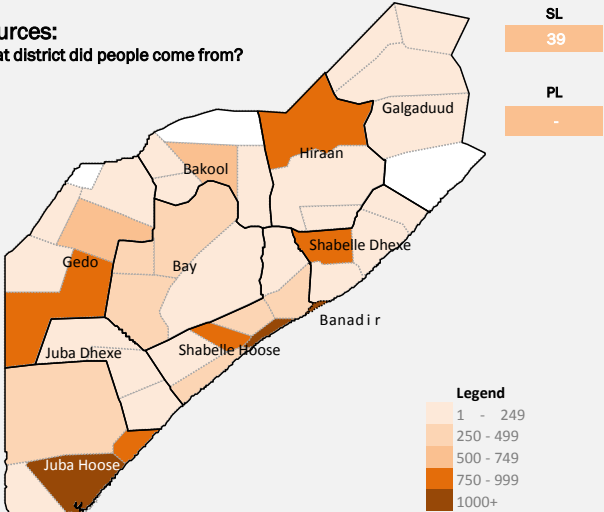 urces:
at district did people come from?
SL
39
PL
-
Galgaduud
Hiraan
Bakool
Shabelle Dhexe
Gedo
Bay
Banadir
Juba Dhexe
Shabelle Hoose
Juba Hoose
Legend
1 - 249
250 - 499
500 - 749
750 - 999
1000+